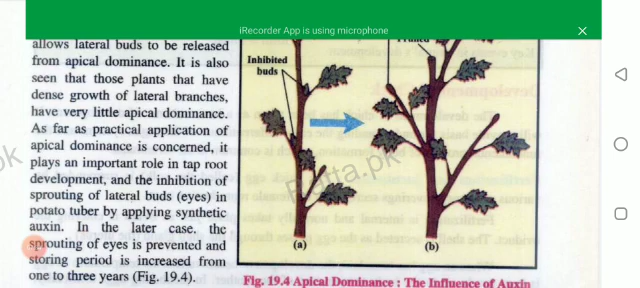 iRecorder App is using microphone
allows lateral buds to be released
from apical dominance. It is also
seen that those plants that have
dense growth of lateral branches,
have very little apical dominance.
As far as practical application of
apical dominance is concerned, it
plays an important role in tap root
development, and the inhibition of
sprouting of lateral buds (eyes) in
potato tuber by applying synthetic
auxin. In the later case, the
sprouting of eyes is prevented and
storing period is increased from
one to three years (Fig. 19.4).
Pruned
Inhibited
buds
(a)
(b)
Fig. 19.4 Apical Dominance : The Influence of Auxin